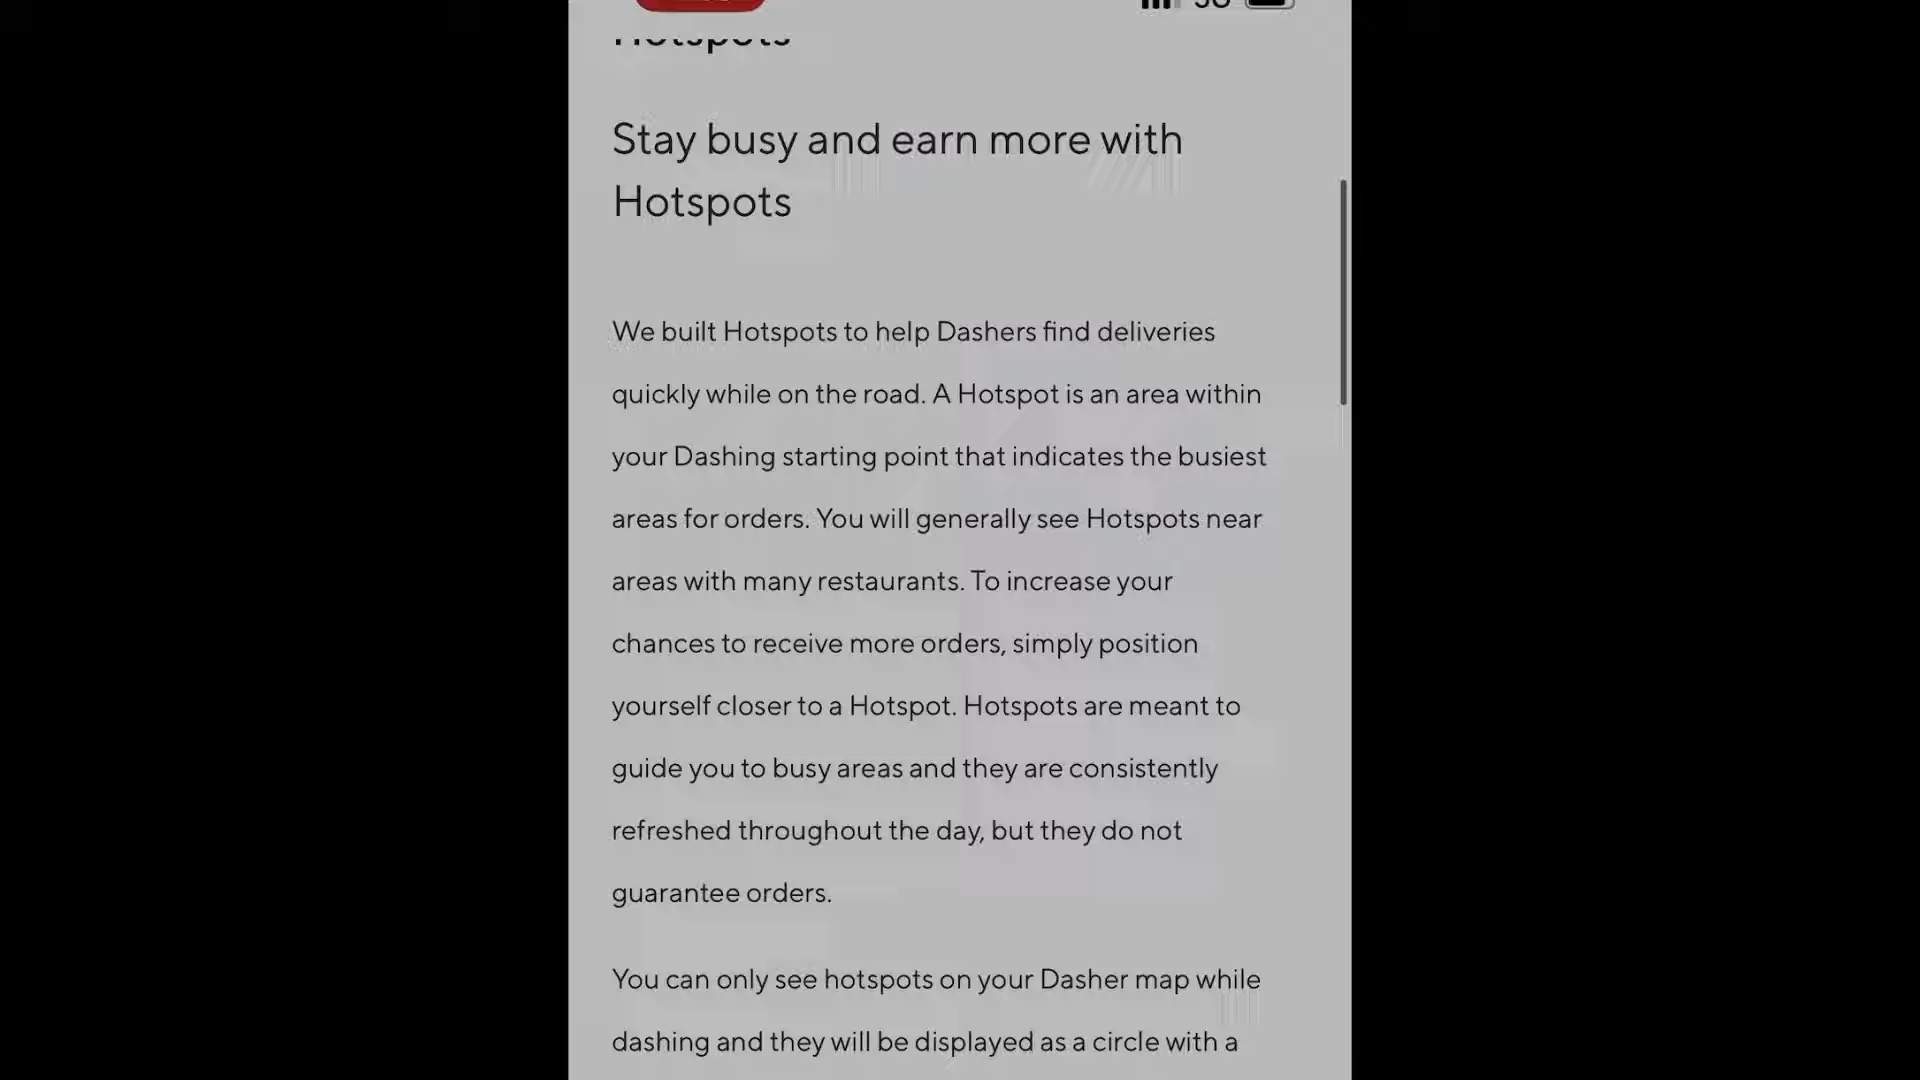 Hotspots
Stay busy and earn more with
Hotspots
We built Hotspots to help Dashers find deliveries
quickly while on the road. A Hotspot is an area within
your Dashing starting point that indicates the busiest
areas for orders. You will generally see Hotspots near
areas with many restaurants. To increase your
chances to receive more orders, simply position
yourself closer to a Hotspot. Hotspots are meant to
guide you to busy areas and they are consistently
refreshed throughout the day, but they do not
guarantee orders.
You can only see hotspots on your Dasher map while
dashing and they will be displayed as a circle with a